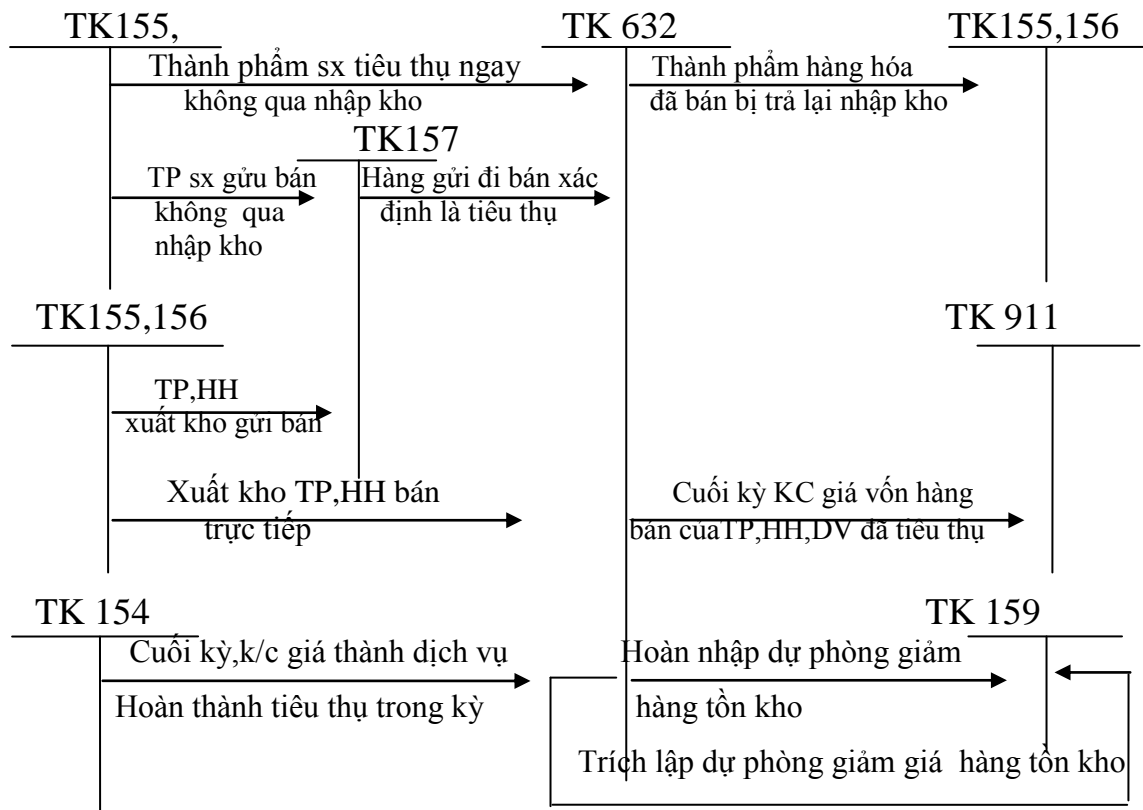 TK155,
TK 632
TK155,156
Thành phẩm sx tiêu thụ ngay
không qua nhập kho
Thành phẩm hàng hóa
đã bán bị trả lại nhập kho
TK157
TP sx gửu bán
không qua
nhập kho
Hàng gửi đi bán xác
định là tiêu thụ
TK155,156
TK 911
TP,HH
xuất kho gửi bán
Xuất kho TP,HH bán
trực tiếp
Cuối kỳ KC giá vốn hàng
bán củaTP,HH,DV đã tiêu thụ
TK 154
TK 159
Cuối kỳ,k/c giá thành dịch vụ
Hoàn thành tiêu thụ trong kỳ
Hoàn nhập dự phòng giảm
hàng tồn kho
Trích lập dự phòng giảm giá hàng tồn kho